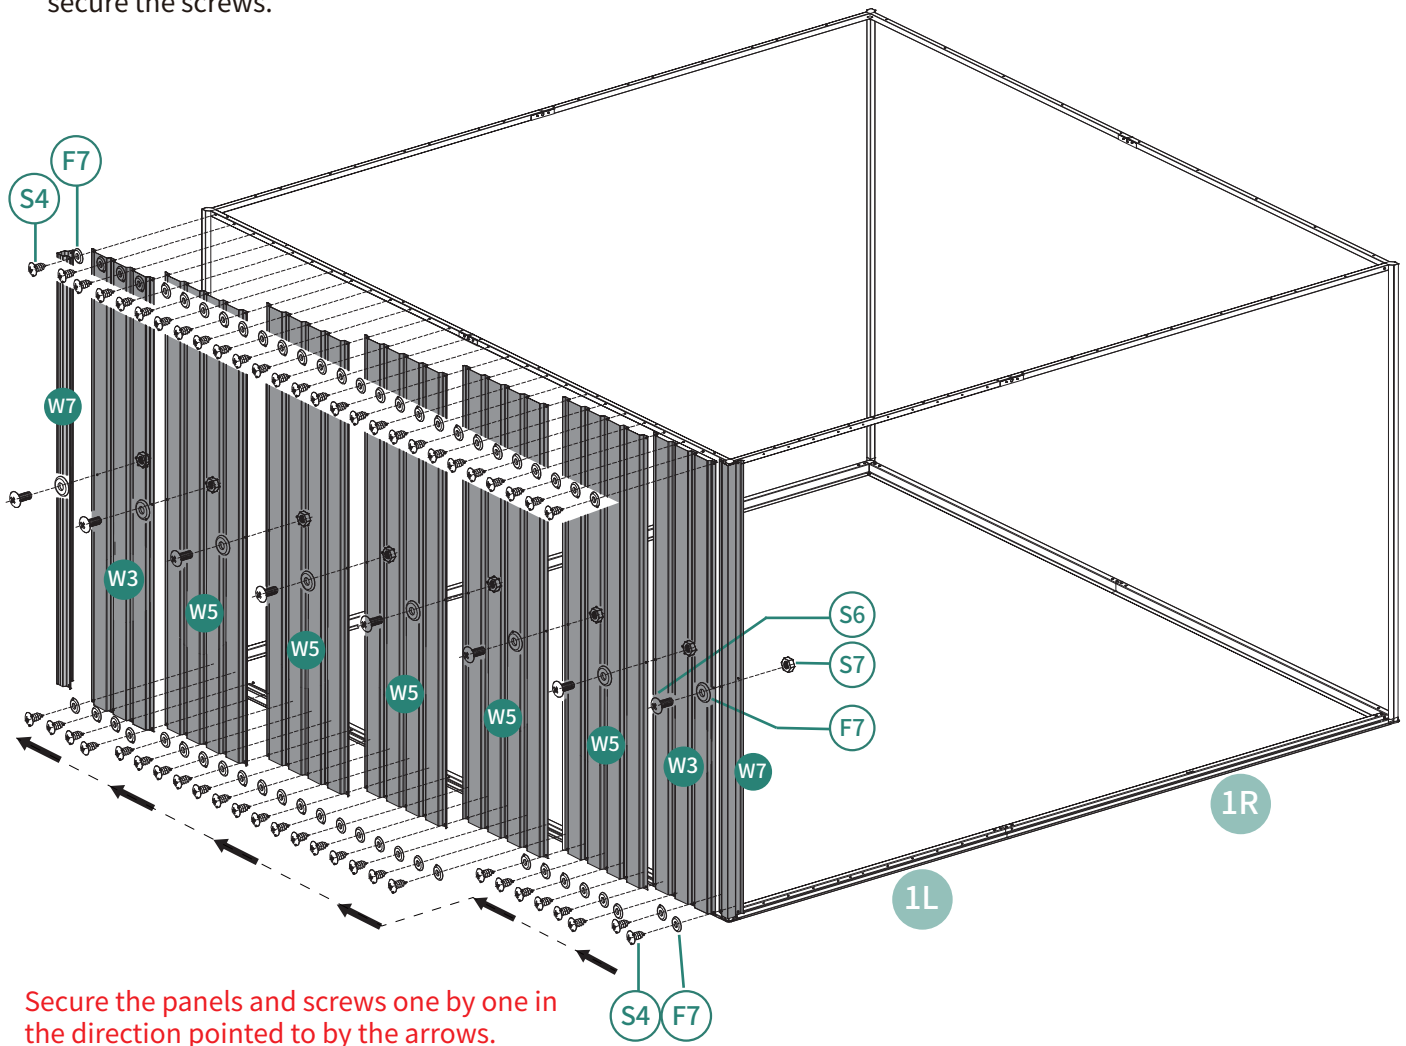 secure the screws.
F7
S4
W7
W3
W5
W5
W5
W5
W5
W3
W7
S6
S7
F7
1R
1L
S4
F7
Secure the panels and screws one by one in
the direction pointed to by the arrows.